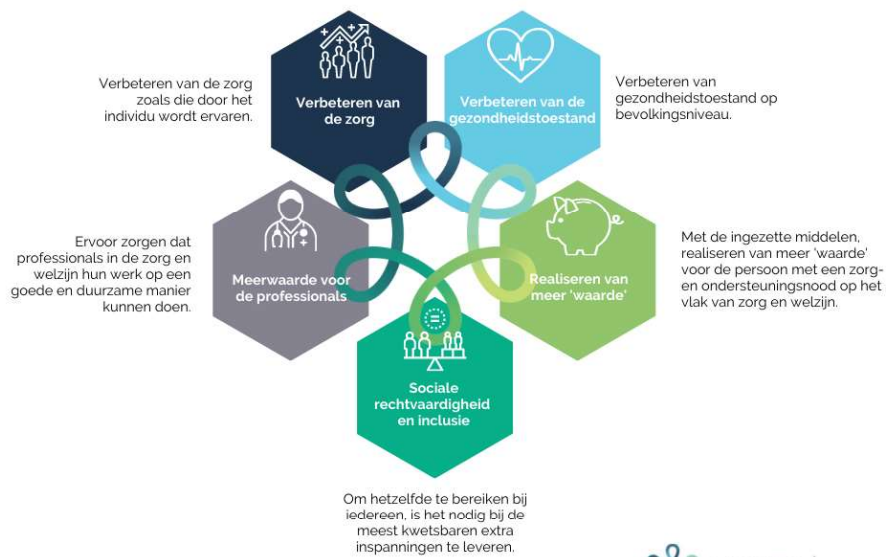 Verbeteren van de zorg
zoals die door het
individu wordt ervaren.
Verbeteren van
de zorg
Verbeteren van de
gezondheidstoestand
Verbeteren van
gezondheidstoestand op
bevolkingsniveau.
Ervoor zorgen dat
professionals in de zorg en
welzijn hun werk op een
goede en duurzame manier
kunnen doen.
Meerwaarde voor
de professionals
Realiseren van
meer 'waarde'
Met de ingezette middelen,
realiseren van meer 'waarde'
voor de persoon met een zorg-
en ondersteuningsnood op het
vlak van zorg en welzijn.
Sociale
rechtvaardigheid
en inclusie
Om hetzelfde te bereiken bij
iedereen, is het nodig bij de
meest kwetsbaren extra
inspanningen te leveren.